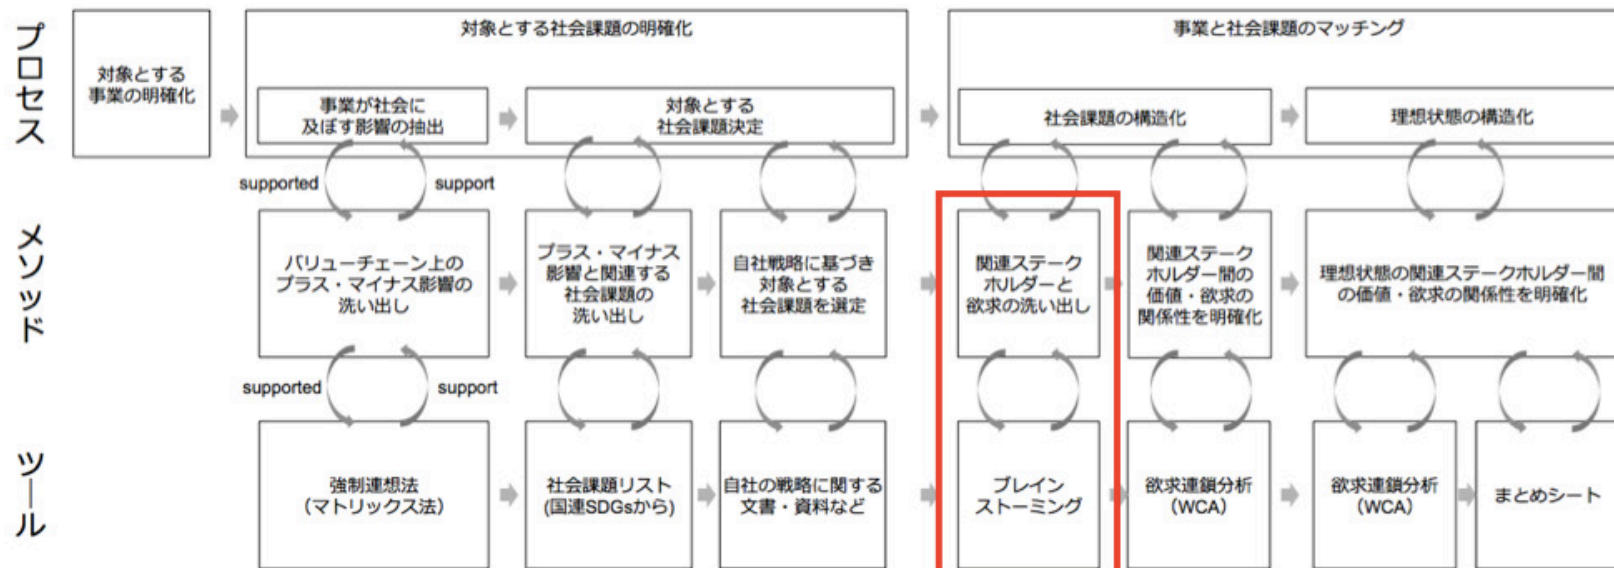 プロセス
対象とする
事業の明確化
対象とする社会課題の明確化
事業が社会に
及ぼす影響の抽出
対象とする
社会課題決定
事業と社会課題のマッチング
社会課題の構造化
理想状態の構造化
supported
support
メソッド
バリューチェーン上の
プラス・マイナス影響の
洗い出し
プラス・マイナス
影響と関連する
社会課題の
洗い出し
自社戦略に基づき
対象とする
社会課題を選定
関連ステーク
ホルダーと
欲求の洗い出し
関連ステーク
ホルダー間の
価値・欲求の
関係性を明確化
理想状態の関連ステークホルダー間
の価値・欲求の関係性を明確化
supported
support
ツール
強制連想法
（マトリックス法）
社会課題リスト
(国連SDGsから)
自社の戦略に関する
文書・資料など
ブレイン
ストーミング
欲求連鎖分析
（WCA）
欲求連鎖分析
（WCA）
まとめシート